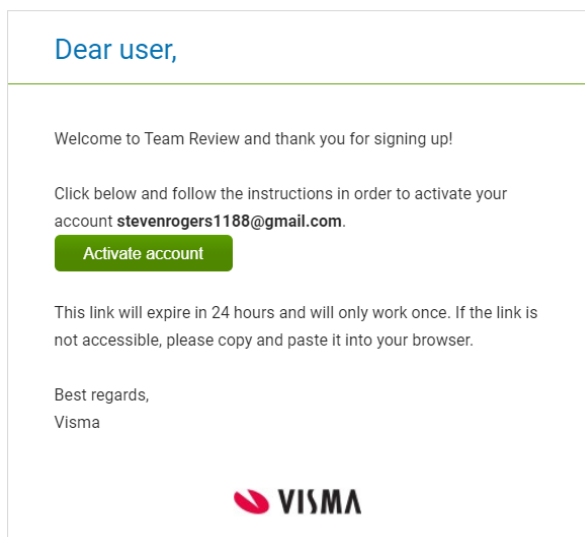 Dear user,
Welcome to Team Review and thank you for signing up!
Click below and follow the instructions in order to activate your
account stevenrogers1188@gmail.com.
Activate account
This link will expire in 24 hours and will only work once. If the link is
not accessible, please copy and paste it into your browser.
Best regards,
Visma
VISMA